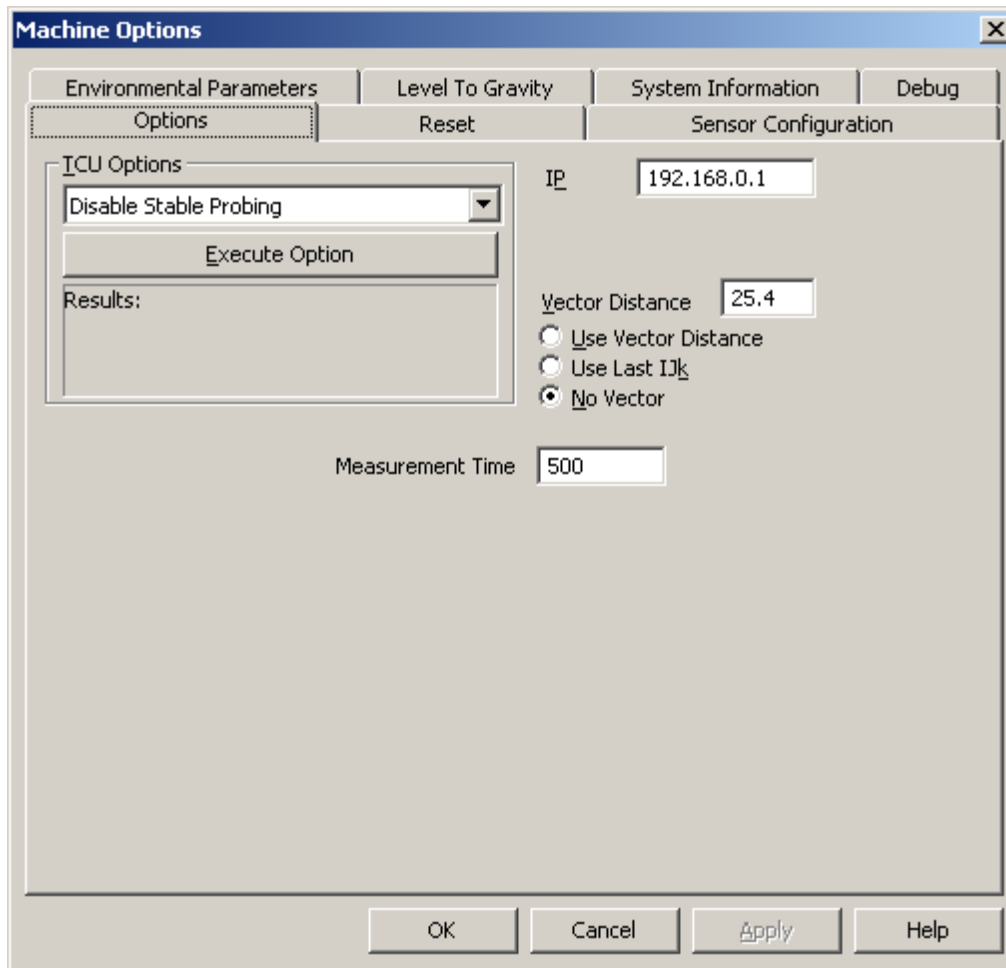 Machine Options
Environmental Parameters
Level To Gravity
System Information
Debug
Options
Reset
Sensor Configuration
TCU Options
Disable Stable Probing
Execute Option
Results:
IP 192.168.0.1
Vector Distance 25.4
Use Vector Distance
Use Last IJk
No Vector
Measurement Time 500
OK
Cancel
Apply
Help